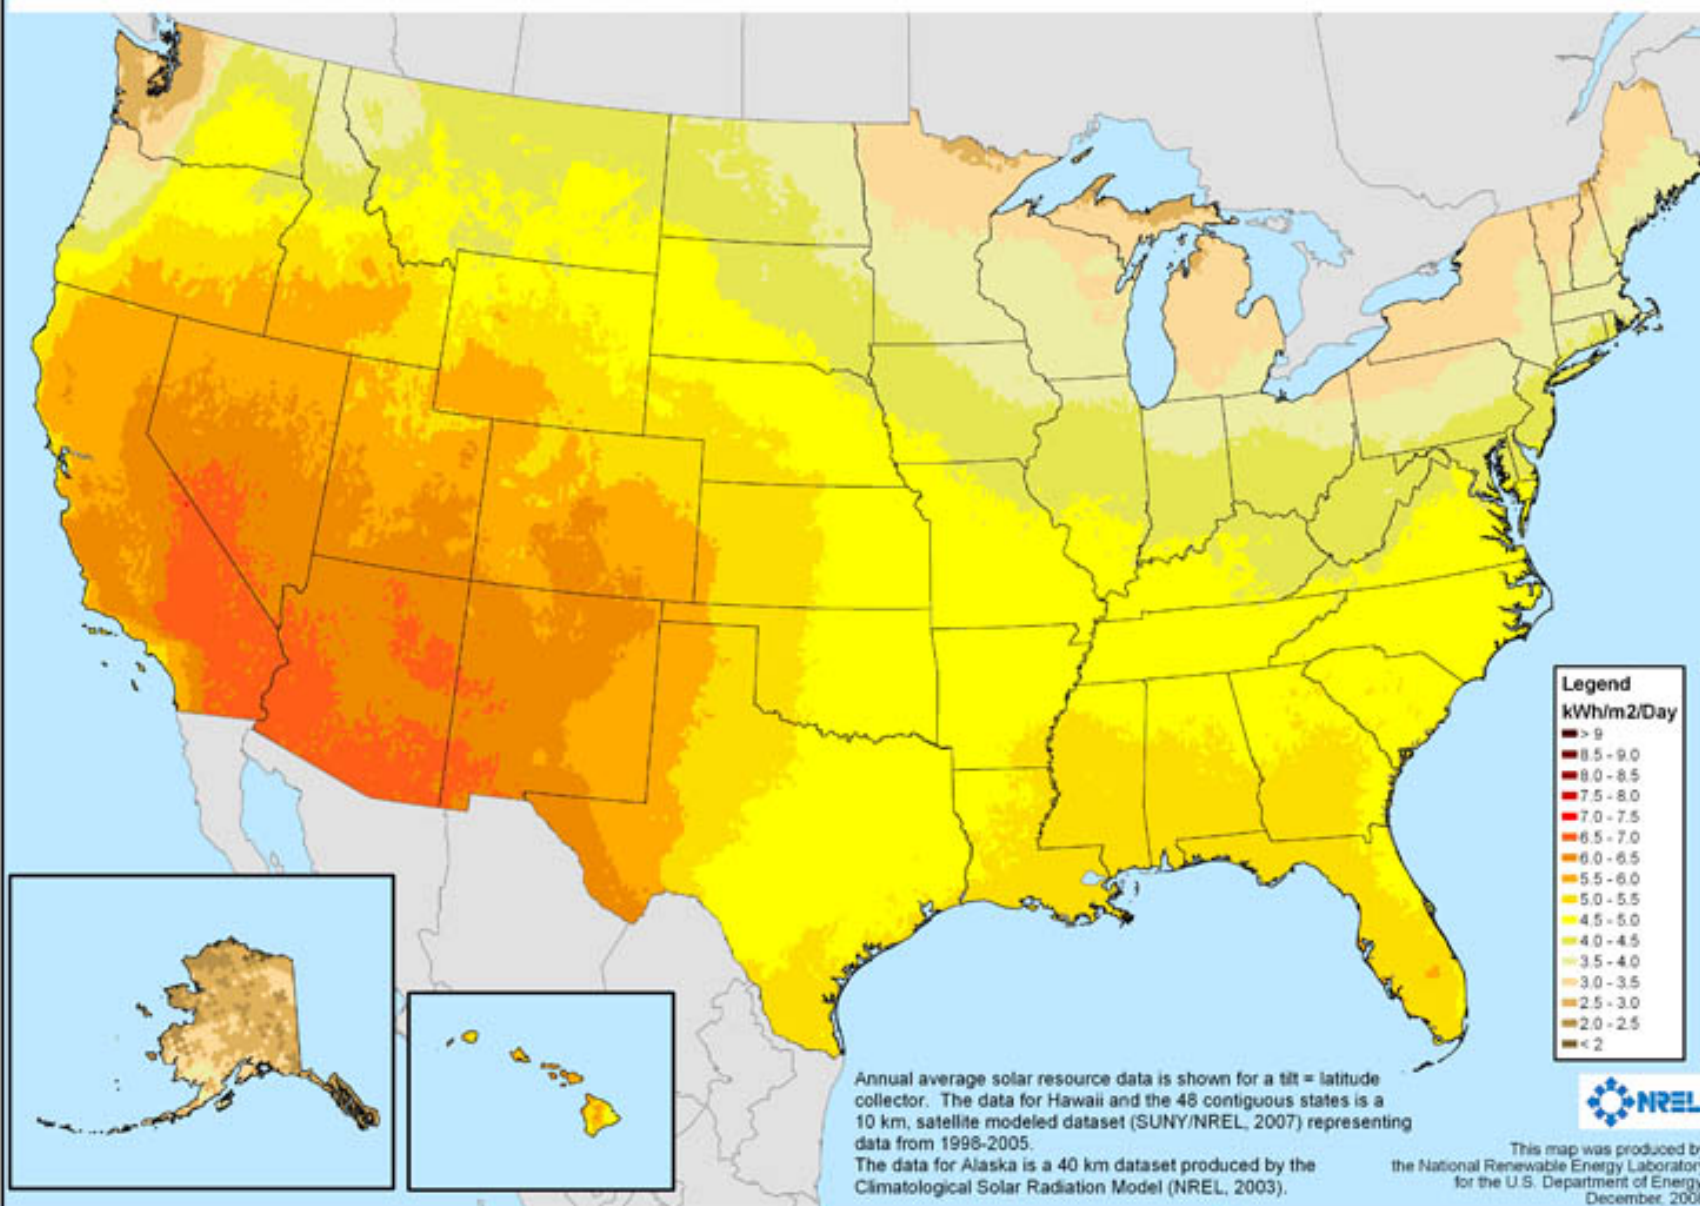 Legend
kWh/m2/Day
> 9
8.5 - 9.0
8.0 - 8.5
7.5 - 8.0
7.0 - 7.5
6.5 - 7.0
6.0 - 6.5
5.5 - 6.0
5.0 - 5.5
4.5 - 5.0
4.0 - 4.5
3.5 - 4.0
3.0 - 3.5
2.5 - 3.0
2.0 - 2.5
< 2
Annual average solar resource data is shown for a tilt = latitude
collector. The data for Hawaii and the 48 contiguous states is a
10 km, satellite modeled dataset (SUNY/NREL, 2007) representing
data from 1998-2005.
The data for Alaska is a 40 km dataset produced by the
Climatological Solar Radiation Model (NREL, 2003).
NREL
This map was produced by
the National Renewable Energy Laboratory
for the U.S. Department of Energy
December, 200